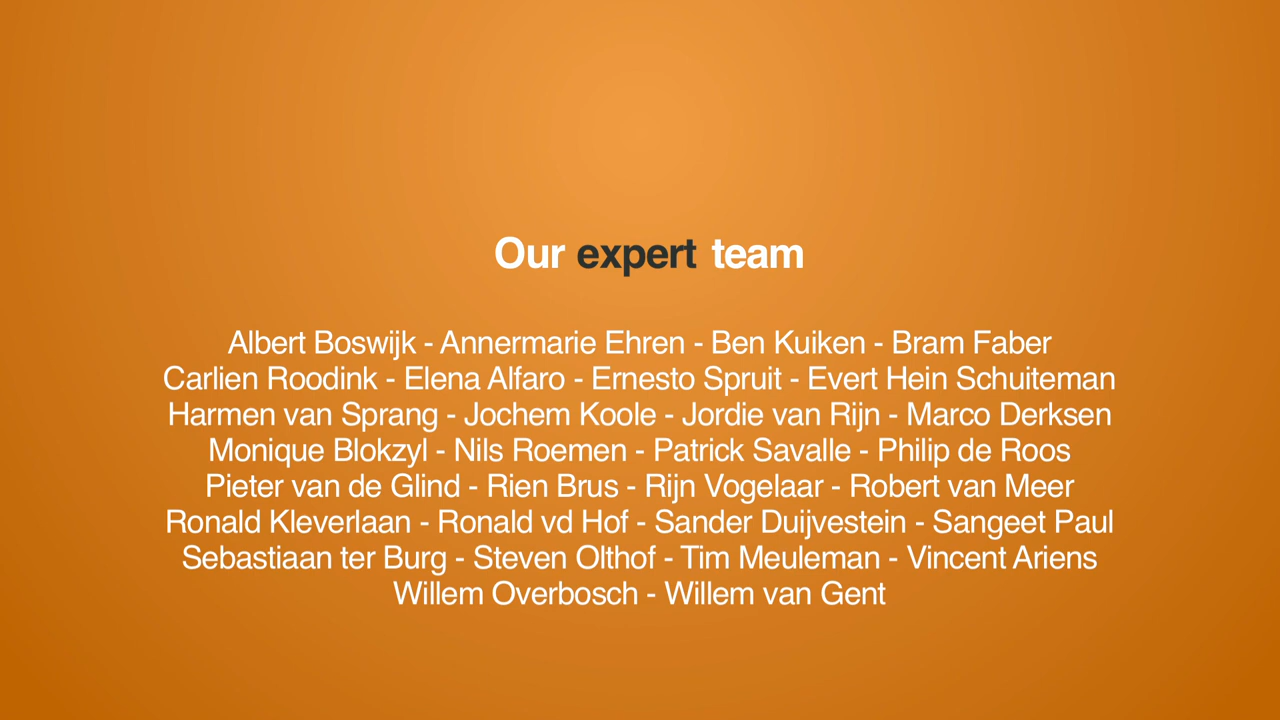 Our expert team
Albert Boswijk - Annermarie Ehren - Ben Kuiken - Bram Faber
Carlien Roodink - Elena Alfaro - Ernesto Spruit - Evert Hein Schuiteman
Harmen van Sprang - Jochem Koole - Jordie van Rijn - Marco Derksen
Monique Blokzyl - Nils Roemen - Patrick Savalle - Philip de Roos
Pieter van de Glind - Rien Brus - Rijn Vogelaar - Robert van Meer
Ronald Kleverlaan - Ronald vd Hof - Sander Duijvestein - Sangeet Paul
Sebastiaan ter Burg - Steven Olthof - Tim Meuleman - Vincent Ariens
Willem Overbosch - Willem van Gent